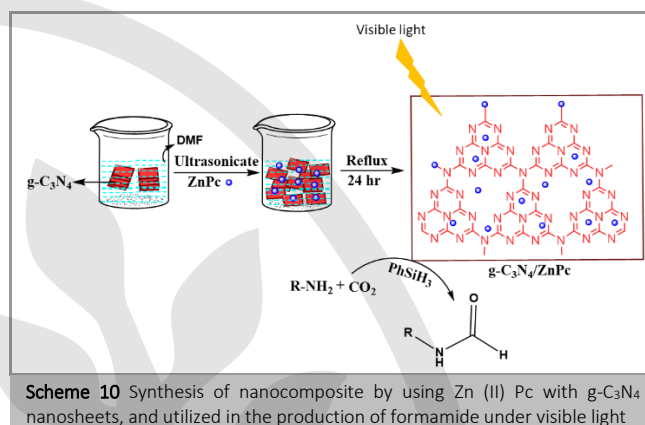 Visible light
DMF
g-C₃N₄
Ultrasonicate
ZnPc
Reflux
24 hr
N N N N N N N N N N N N N N N N N N N N N N N N N N N N N N N N
g-C₃N₄/ZnPc
R-NH₂ + CO₂
PhSiH₃
O
R
N
H
H
Scheme 10 Synthesis of nanocomposite by using Zn (II) Pc with g-C₃N₄
nanosheets, and utilized in the production of formamide under visible light